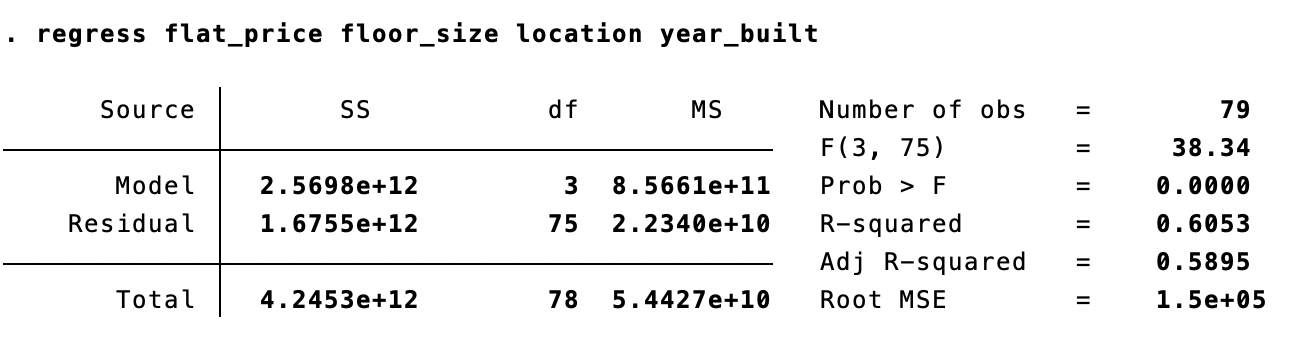 . regress flat_price floor_size location year_built
Source SS df MS Number of obs = 79
F(3, 75) = 38.34
Model 2.5698e+12 3 8.5661e+11 Prob > F = 0.0000
Residual 1.6755e+12 75 2.2340e+10 R-squared = 0.6053
Adj R-squared = 0.5895
Total 4.2453e+12 78 5.4427e+10 Root MSE = 1.5e+05